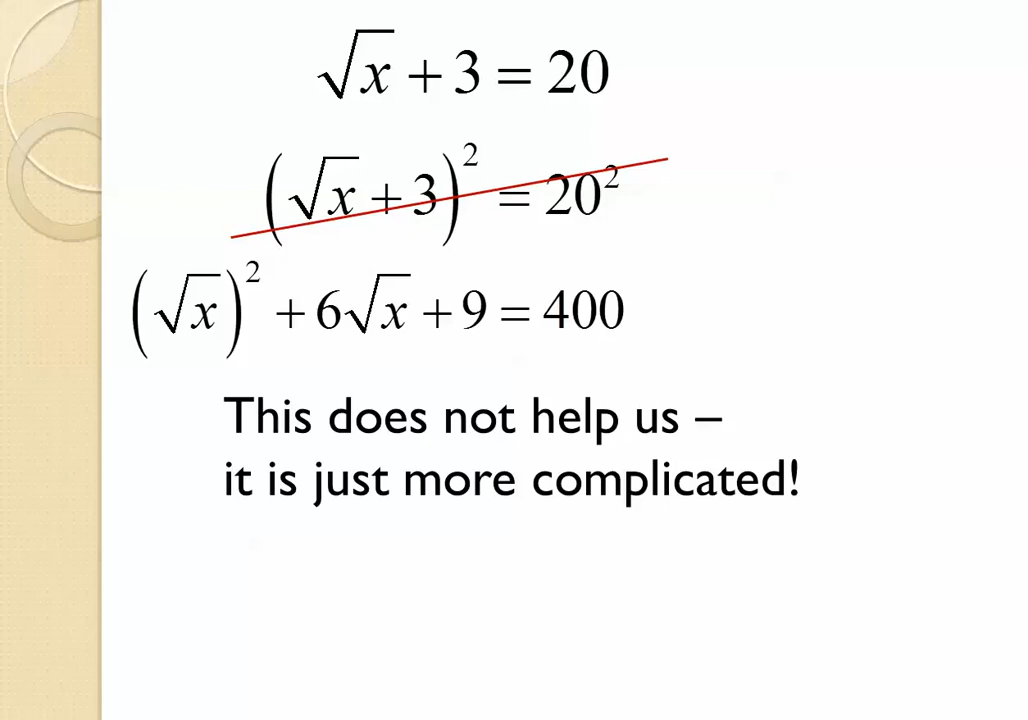 √x + 3 = 20
(√x + 3)² = 20²
(√x)² + 6√x + 9 = 400
This does not help us –
it is just more complicated!